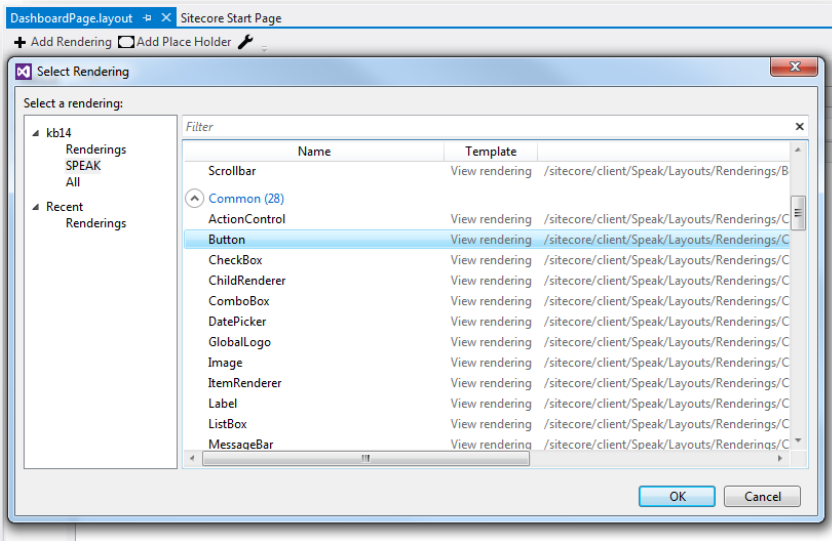 DashboardPage.layout Sitecore Start Page
Add Rendering Add Place Holder
Select Rendering
Select a rendering:
kb14
Renderings
SPEAK
All
Recent
Renderings
Filter
Name Template
Scrollbar View rendering /sitecore/client/Speak/Layouts/Renderings/B
Common (28)
ActionControl View rendering /sitecore/client/Speak/Layouts/Renderings/C
Button View rendering /sitecore/client/Speak/Layouts/Renderings/C
CheckBox View rendering /sitecore/client/Speak/Layouts/Renderings/C
ChildRenderer View rendering /sitecore/client/Speak/Layouts/Renderings/C
ComboBox View rendering /sitecore/client/Speak/Layouts/Renderings/C
DatePicker View rendering /sitecore/client/Speak/Layouts/Renderings/C
GlobalLogo View rendering /sitecore/client/Speak/Layouts/Renderings/C
Image View rendering /sitecore/client/Speak/Layouts/Renderings/C
ItemRenderer View rendering /sitecore/client/Speak/Layouts/Renderings/C
Label View rendering /sitecore/client/Speak/Layouts/Renderings/C
ListBox View rendering /sitecore/client/Speak/Layouts/Renderings/C
MessageBar View rendering /sitecore/client/Speak/Layouts/Renderings/C
OK Cancel